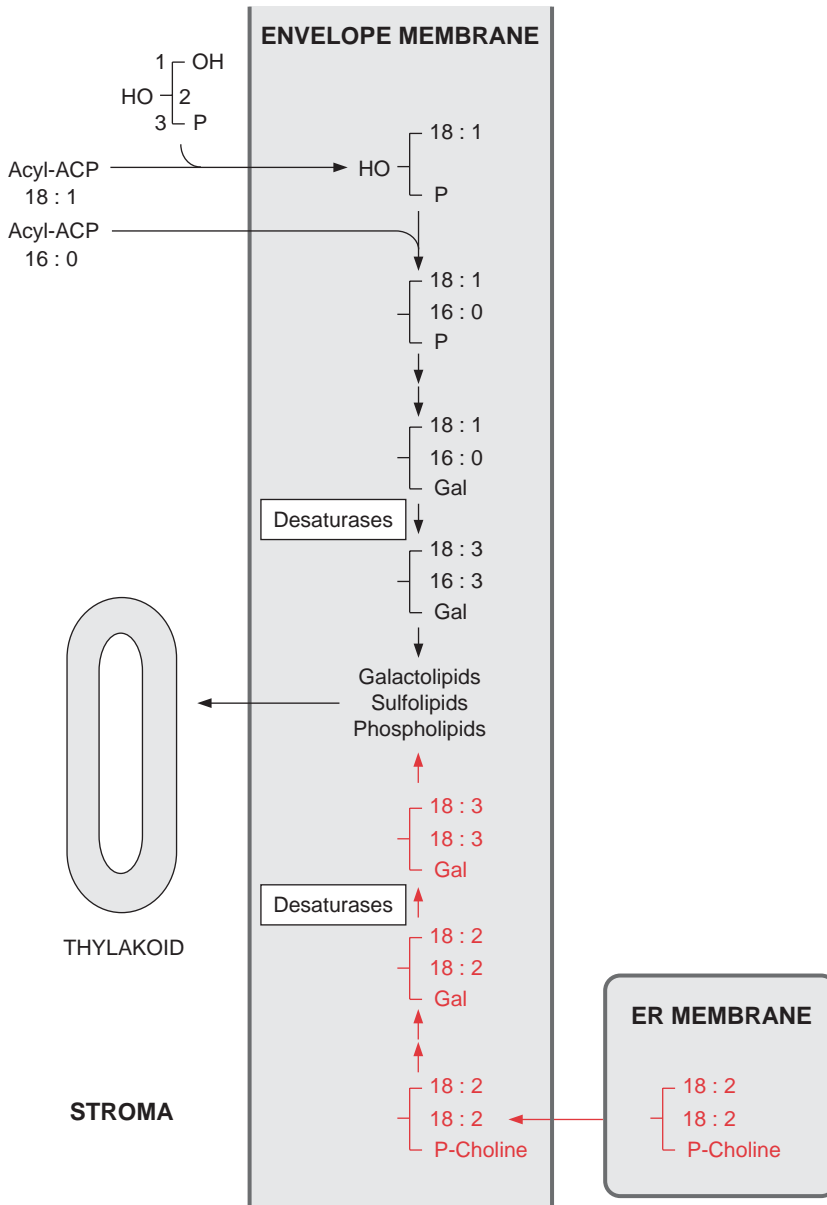 ENVELOPE MEMBRANE
1 OH
HO 2
3 P
Acyl-ACP
18 : 1
Acyl-ACP
16 : 0
18 : 1
HO
P
18 : 1
16 : 0
P
18 : 1
16 : 0
Gal
Desaturases
18 : 3
16 : 3
Gal
Galactolipids
Sulfolipids
Phospholipids
THYLAKOID
18 : 3
18 : 3
Gal
Desaturases
18 : 2
18 : 2
Gal
STROMA
18 : 2
18 : 2
P-Choline
ER MEMBRANE
18 : 2
18 : 2
P-Choline